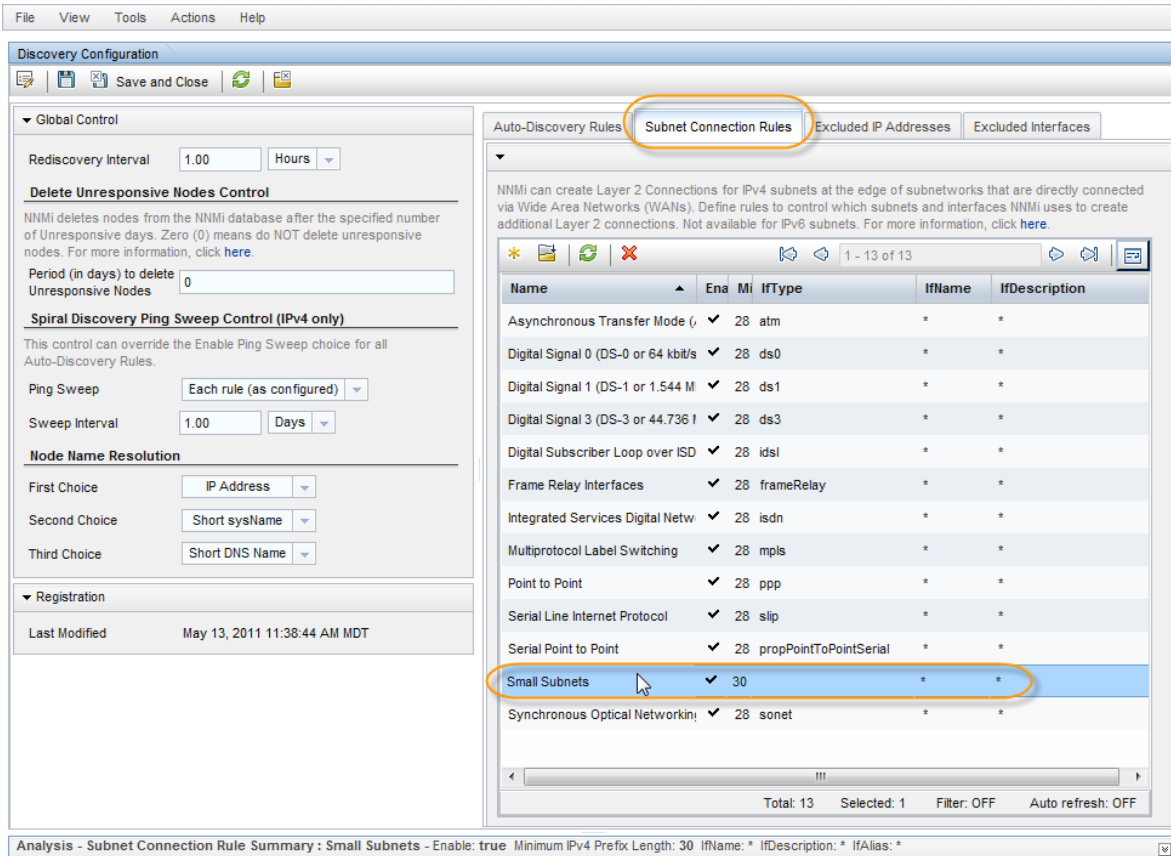 File View Tools Actions Help
Discovery Configuration
Save and Close
Global Control
Rediscovery Interval 1.00 Hours
Delete Unresponsive Nodes Control
NNMi deletes nodes from the NNMi database after the specified number
of Unresponsive days. Zero (0) means do NOT delete unresponsive
nodes. For more information, click here.
Period (in days) to delete
Unresponsive Nodes 0
Spiral Discovery Ping Sweep Control (IPv4 only)
This control can override the Enable Ping Sweep choice for all
Auto-Discovery Rules.
Ping Sweep Each rule (as configured)
Sweep Interval 1.00 Days
Node Name Resolution
First Choice IP Address
Second Choice Short sysName
Third Choice Short DNS Name
Registration
Last Modified May 13, 2011 11:38:44 AM MDT
Auto-Discovery Rules Subnet Connection Rules Excluded IP Addresses Excluded Interfaces
NNMi can create Layer 2 Connections for IPv4 subnets at the edge of subnetworks that are directly connected
via Wide Area Networks (WANs). Define rules to control which subnets and interfaces NNMi uses to create
additional Layer 2 connections. Not available for IPv6 subnets. For more information, click here.
1 - 13 of 13
Name Ena Mi IfType IfName IfDescription
Asynchronous Transfer Mode (A ✔ 28 atm * *
Digital Signal 0 (DS-0 or 64 kbit/s ✔ 28 ds0 * *
Digital Signal 1 (DS-1 or 1.544 M ✔ 28 ds1 * *
Digital Signal 3 (DS-3 or 44.736 ✔ 28 ds3 * *
Digital Subscriber Loop over ISD ✔ 28 idsl * *
Frame Relay Interfaces ✔ 28 frameRelay * *
Integrated Services Digital Netw ✔ 28 isdn * *
Multiprotocol Label Switching ✔ 28 mpls * *
Point to Point ✔ 28 ppp * *
Serial Line Internet Protocol ✔ 28 slip * *
Serial Point to Point ✔ 28 propPointToPointSerial * *
Small Subnets ✔ 30 * *
Synchronous Optical Networking ✔ 28 sonet * *
Total: 13 Selected: 1 Filter: OFF Auto refresh: OFF
Analysis - Subnet Connection Rule Summary : Small Subnets - Enable: true Minimum IPv4 Prefix Length: 30 IfName: * IfDescription: * IfAlias: *